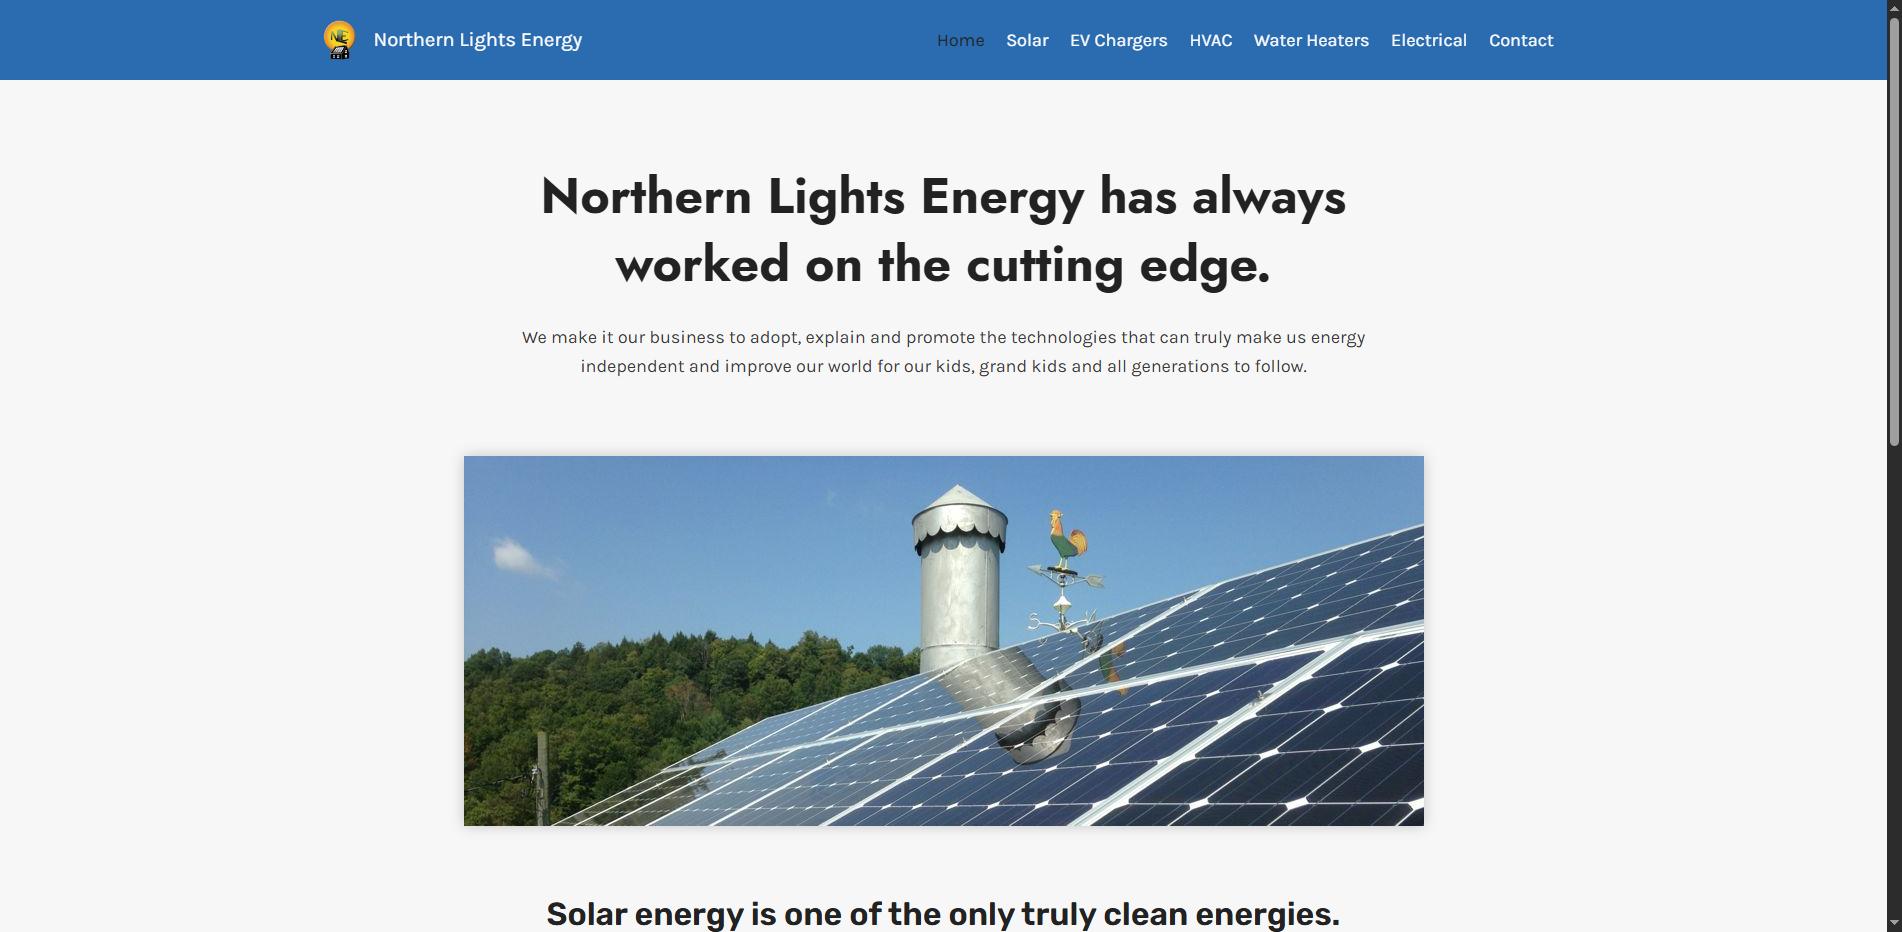 Northern Lights Energy
Home Solar EV Chargers HVAC Water Heaters Electrical Contact
Northern Lights Energy has always
worked on the cutting edge.
We make it our business to adopt, explain and promote the technologies that can truly make us energy
independent and improve our world for our kids, grand kids and all generations to follow.
Solar energy is one of the only truly clean energies.